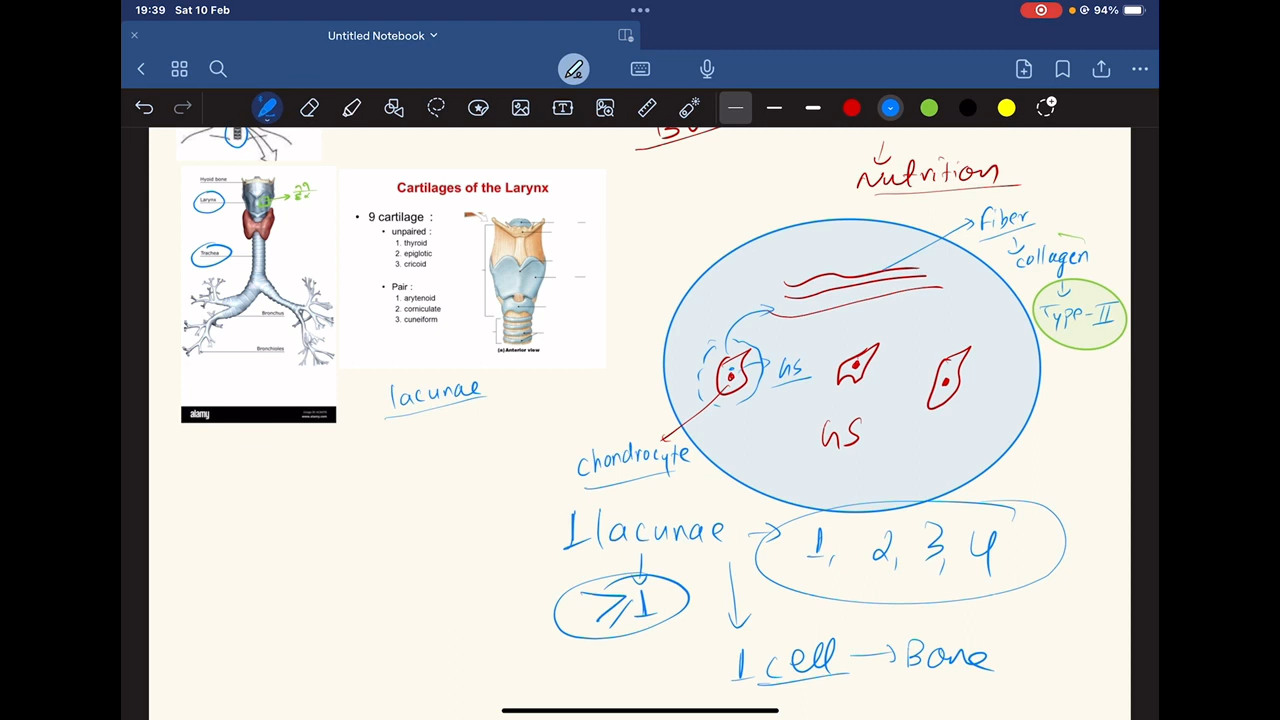 19:39 Sat 10 Feb
94%
Untitled Notebook
Nutrition
Hyoid bone
Larynx
Trachea
Bronchus
Bronchioles
alamy
Cartilages of the Larynx
• 9 cartilage :
• unpaired :
1. thyroid
2. epiglotic
3. cricoid
• Pair :
1. arytenoid
2. corniculate
3. cuneiform
(a) Anterior view
fiber
collagen
Type-II
GS
GS
lacunae
chondrocyte
1 lacunae → 1, 2, 3, 4
≥1
1 cell → Bone